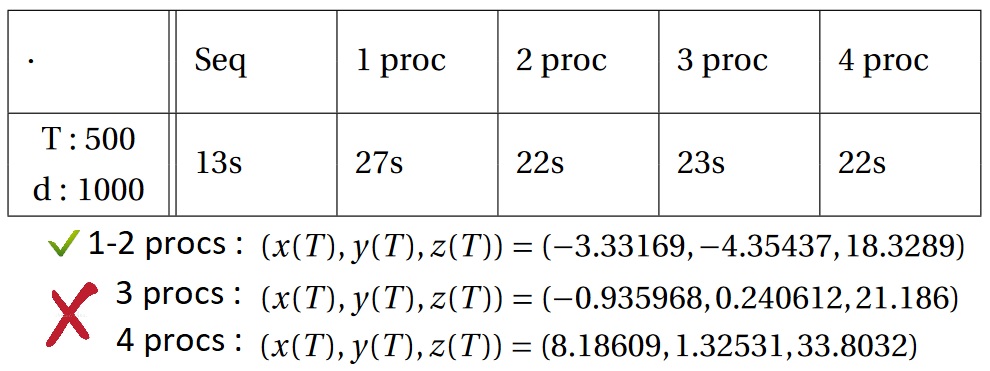 . Seq 1 proc 2 proc 3 proc 4 proc
T : 500
d : 1000
13s 27s 22s 23s 22s
1-2 procs : (x(T), y(T), z(T)) = (−3.33169, −4.35437, 18.3289)
3 procs : (x(T), y(T), z(T)) = (−0.935968, 0.240612, 21.186)
4 procs : (x(T), y(T), z(T)) = (8.18609, 1.32531, 33.8032)